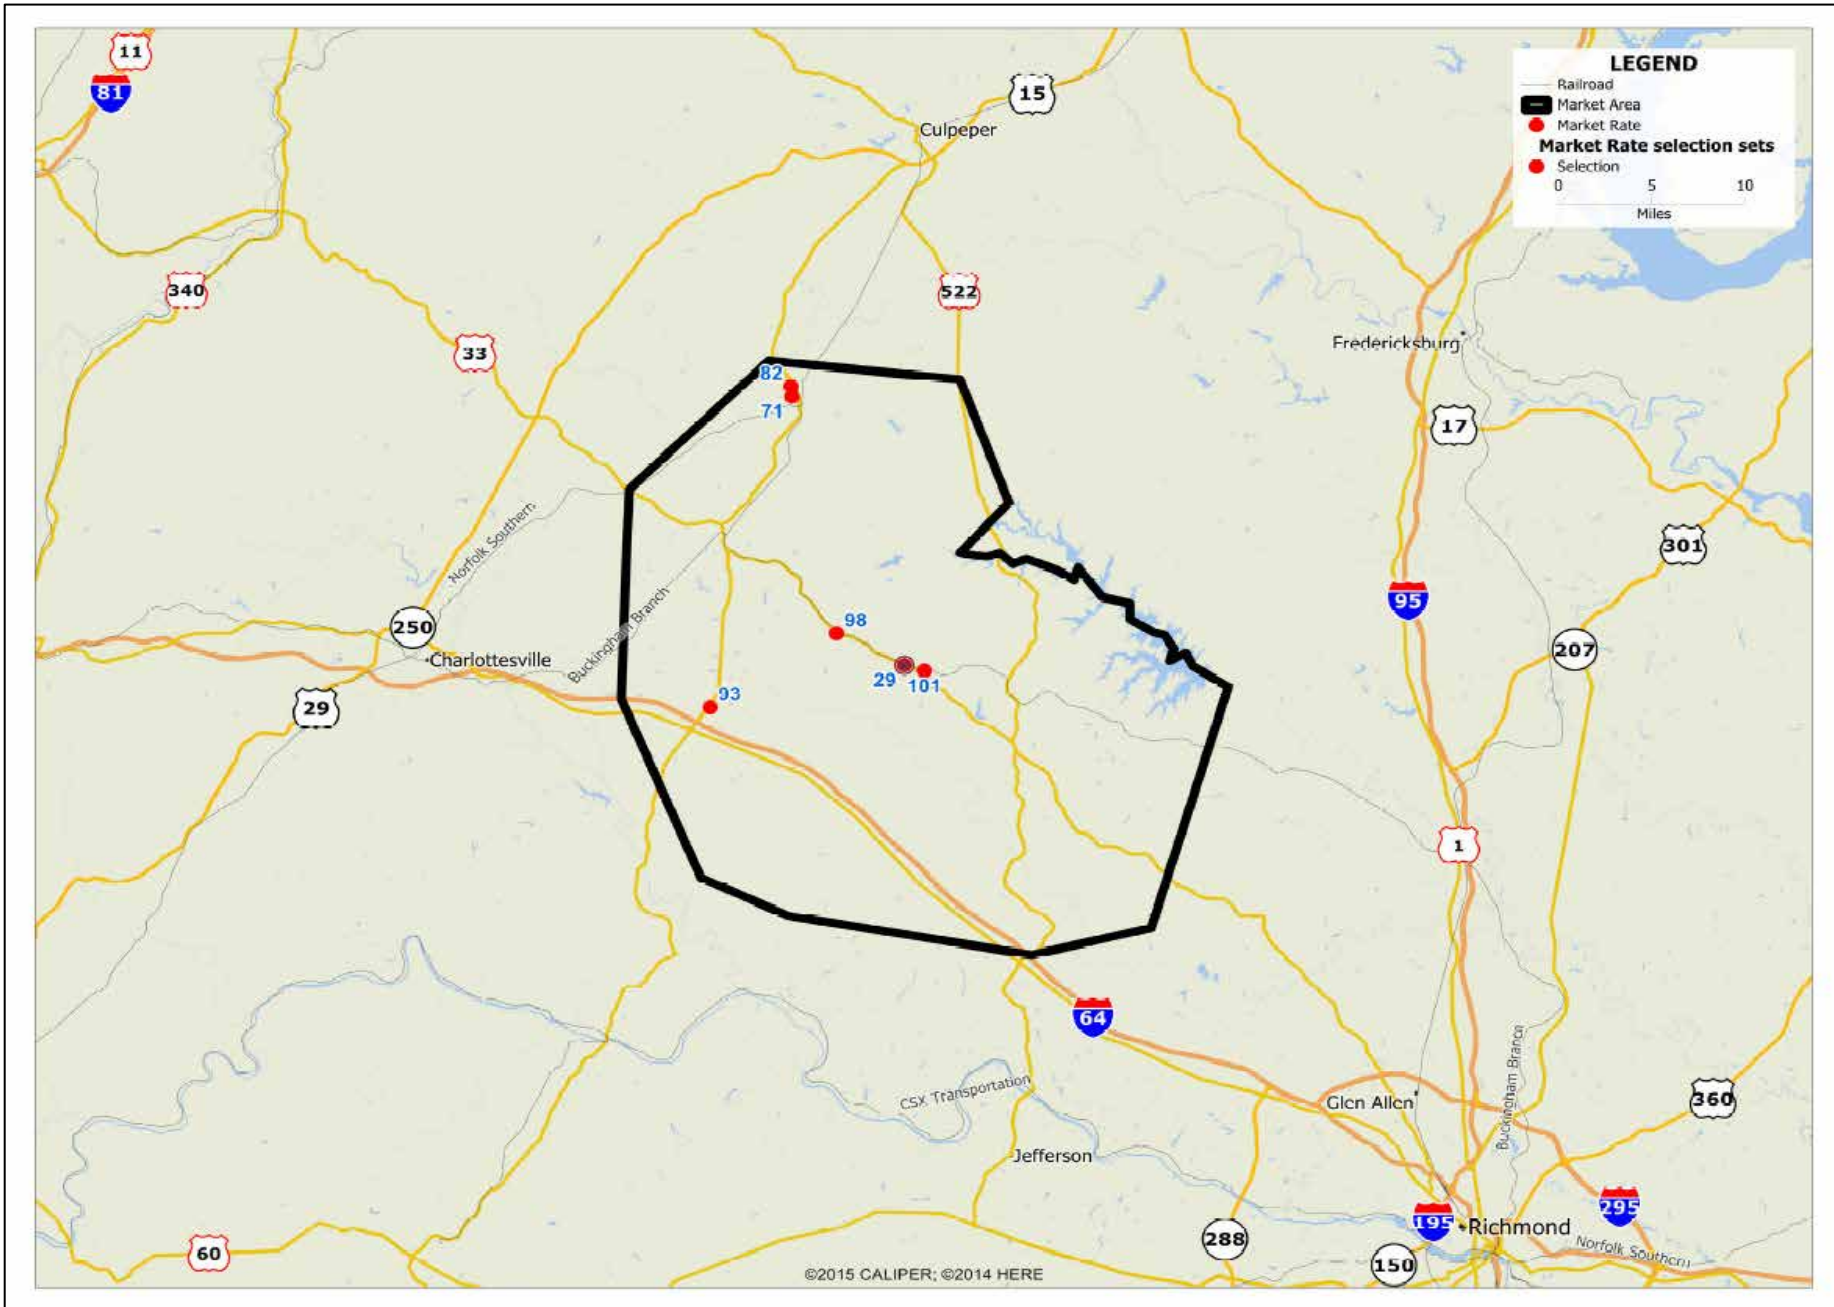 11
81
15
Culpeper
LEGEND
Railroad
Market Area
Market Rate
Market Rate selection sets
Selection
0 5 10
Miles
340
522
33
Fredericksburg
82
71
17
Norfolk Southern
301
Buckingham Branch
95
250
98
Charlottesville
207
29
101
93
29
1
64
CSX Transportation
Buckingham Branch
Glen Allen
360
Jefferson
295
195
Richmond
288
60
Norfolk Southern
150
©2015 CALIPER; ©2014 HERE